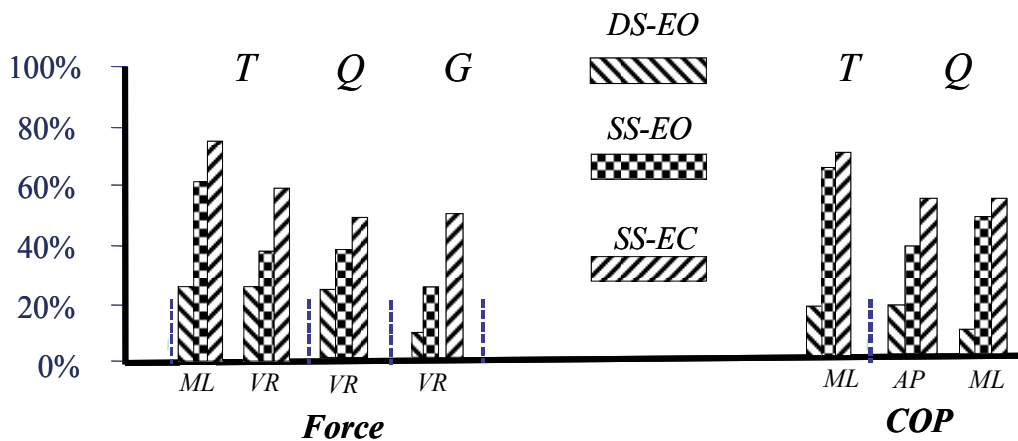 DS-EO
100% T Q G T Q
80% SS-EO
60%
40% SS-EC
20%
0%
ML VR VR VR ML AP ML
Force COP